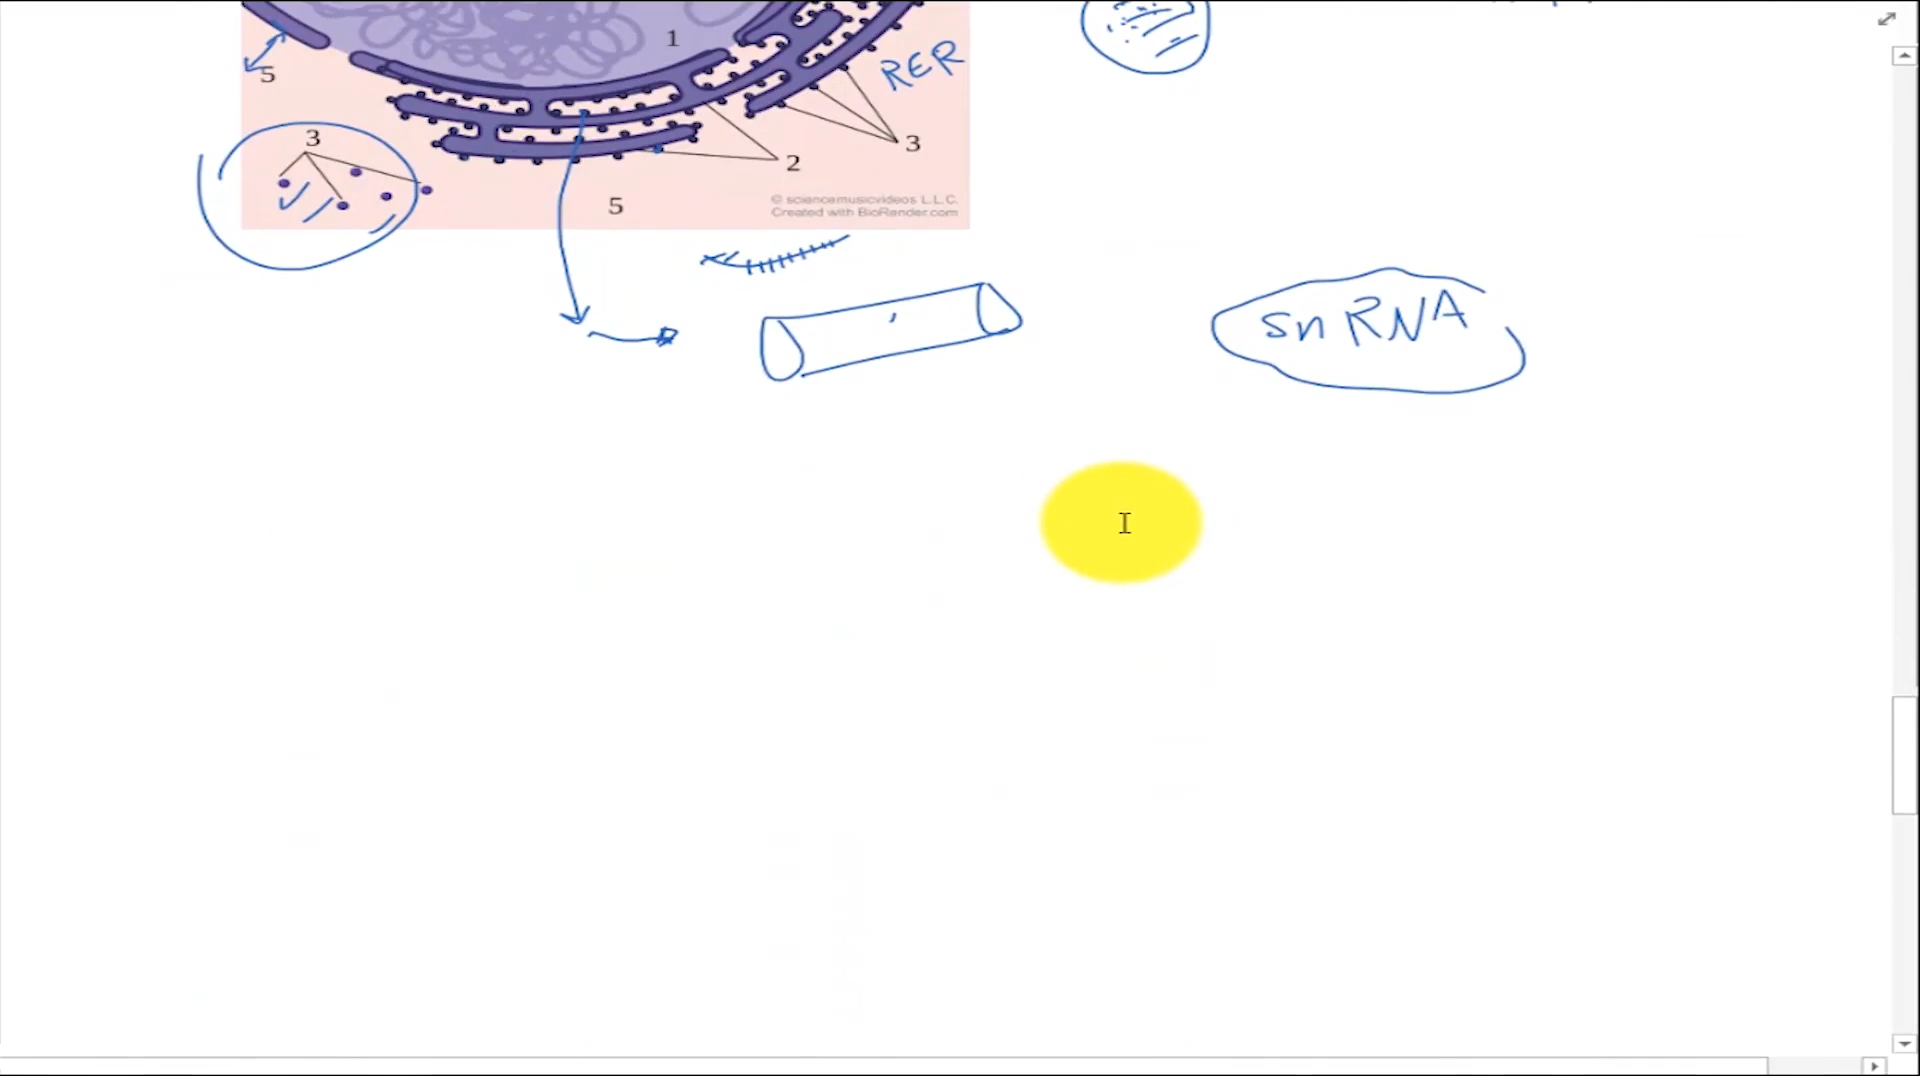 1
RER
5
3
3
2
5
© sciencemusicvideos L.L.C.
Created with BioRender.com
snRNA